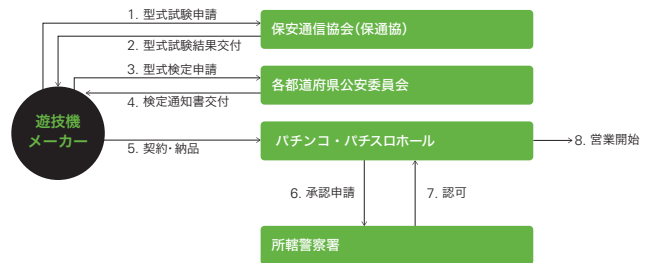 1. 型式試験申請
保安通信協会(保通協)
2. 型式試験結果交付
3. 型式検定申請
各都道府県公安委員会
4. 検定通知書交付
遊技機
メーカー
5. 契約・納品
パチンコ・パチスロホール
8. 営業開始
6. 承認申請
7. 認可
所轄警察署